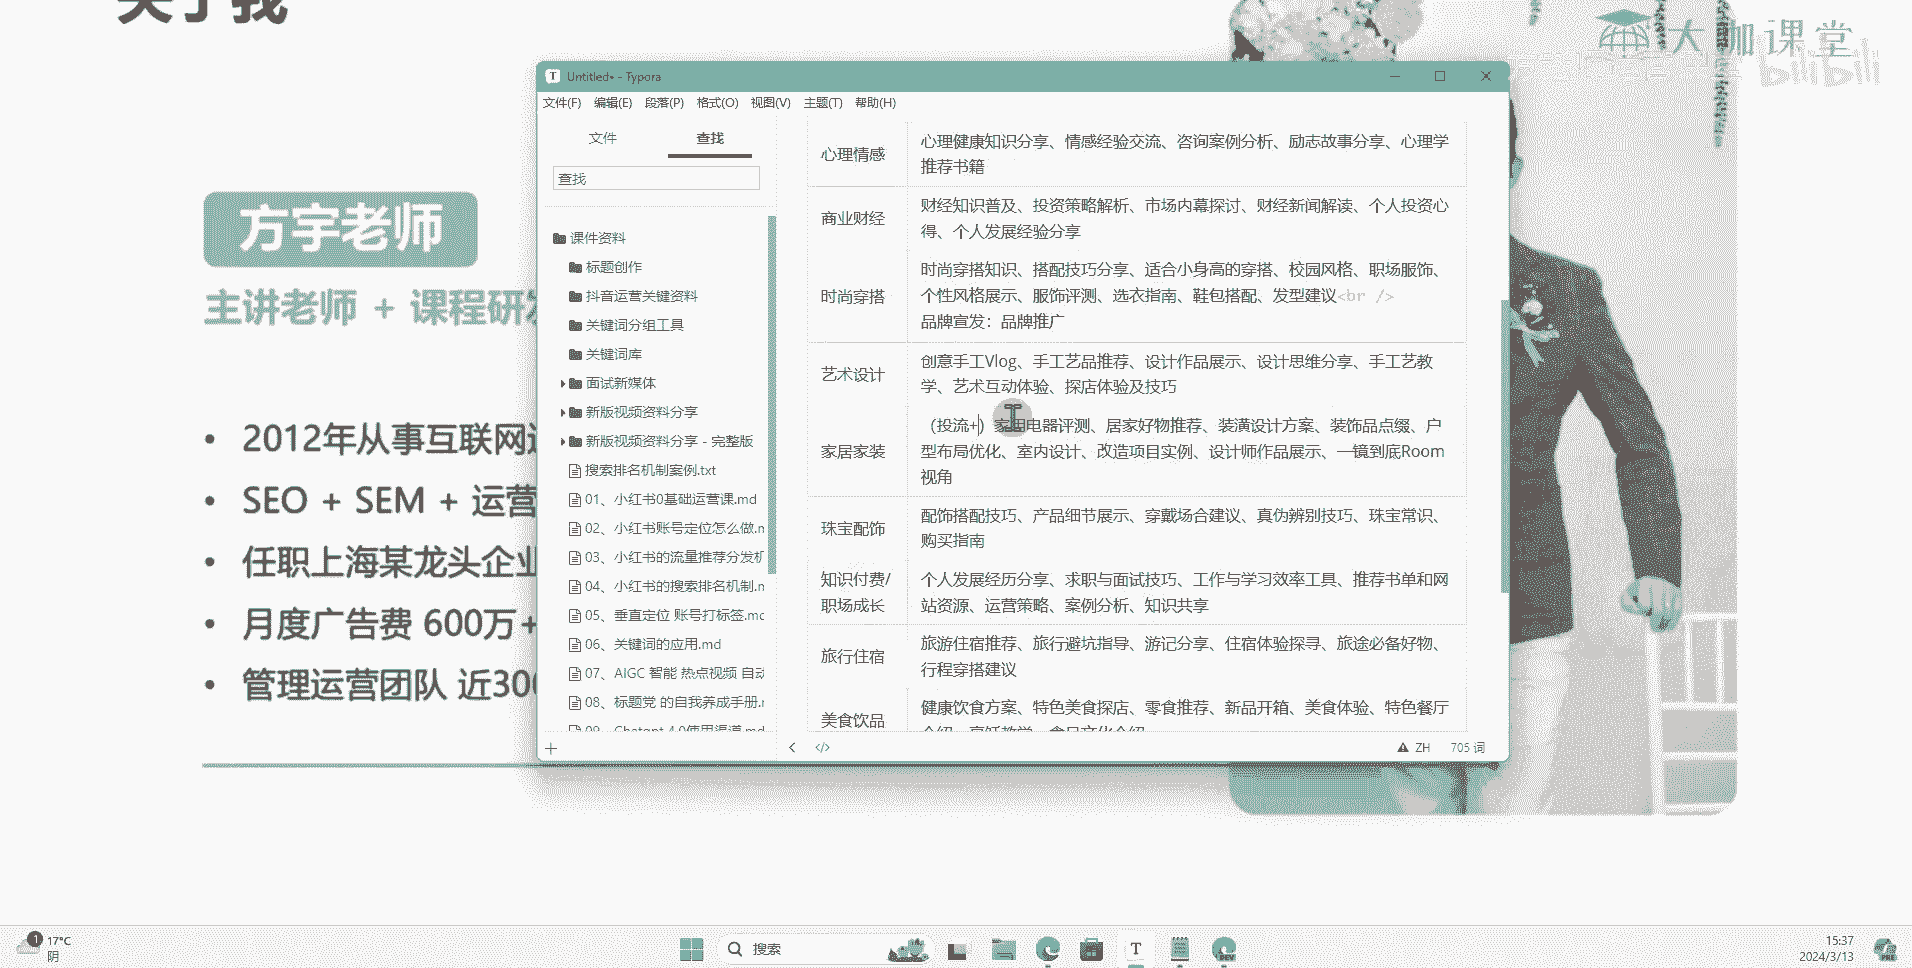 关于我
大咖课堂
bilibili
方宇老师
主讲老师 + 课程研发
• 2012年从事互联网
• SEO + SEM + 运营
• 任职上海某龙头企业
• 月度广告费 600万+
• 管理运营团队 近300
Untitled• - Typora
文件(F) 编辑(E) 段落(P) 格式(O) 视图(V) 主题(T) 帮助(H)
文件 查找
查找
课件资料
标题创作
抖音运营关键资料
关键词分组工具
关键词库
面试新媒体
新版视频资料分享
新版视频资料分享 - 完整版
搜索排名机制案例.txt
01、小红书0基础运营课.md
02、小红书账号定位怎么做.m
03、小红书的流量推荐分发机
04、小红书的搜索排名机制.m
05、垂直定位 账号打标签.mc
06、关键词的应用.md
07、AIGC 智能 热点视频 自动
08、标题党 的自我养成手册.r
09、Chatgpt 4.0使用渠道.md
心理情感
心理健康知识分享、情感经验交流、咨询案例分析、励志故事分享、心理学
推荐书籍
商业财经
财经知识普及、投资策略解析、市场内幕探讨、财经新闻解读、个人投资心
得、个人发展经验分享
时尚穿搭
时尚穿搭知识、搭配技巧分享、适合小身高的穿搭、校园风格、职场服饰、
个性风格展示、服饰评测、选衣指南、鞋包搭配、发型建议<br />
品牌宣发：品牌推广
艺术设计
创意手工Vlog、手工艺品推荐、设计作品展示、设计思维分享、手工艺教
学、艺术互动体验、探店体验及技巧
家居家装
（投流+）家用电器评测、居家好物推荐、装潢设计方案、装饰品点缀、户
型布局优化、室内设计、改造项目实例、设计师作品展示、一镜到底Room
视角
珠宝配饰
配饰搭配技巧、产品细节展示、穿戴场合建议、真伪辨别技巧、珠宝常识、
购买指南
知识付费/
职场成长
个人发展经历分享、求职与面试技巧、工作与学习效率工具、推荐书单和网
站资源、运营策略、案例分析、知识共享
旅行住宿
旅游住宿推荐、旅行避坑指导、游记分享、住宿体验探寻、旅途必备好物、
行程穿搭建议
美食饮品
健康饮食方案、特色美食探店、零食推荐、新品开箱、美食体验、特色餐厅
介绍、烹饪教学、食品文化介绍
</> ZH 705 词
1 17°C
阴
搜索
15:37
2024/3/13